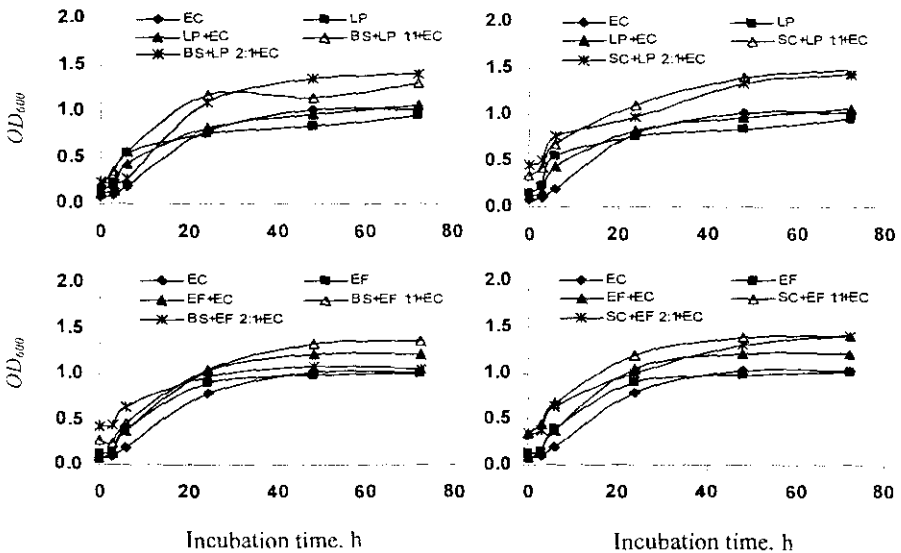 EC LP
LP+EC BS+LP 1:1+EC
BS+LP 2:1+EC
2.0
1.5
1.0
0.5
0.0
OD600
0 20 40 60 80
EC LP
LP+EC SC+LP 1:1+EC
SC+LP 2:1+EC
2.0
1.5
1.0
0.5
0.0
0 20 40 60 80
EC EF
EF+EC BS+EF 1:1+EC
BS+EF 2:1+EC
2.0
1.5
1.0
0.5
0.0
OD600
0 20 40 60 80
Incubation time, h
EC EF
EF+EC SC+EF 1:1+EC
SC+EF 2:1+EC
2.0
1.5
1.0
0.5
0.0
0 20 40 60 80
Incubation time, h